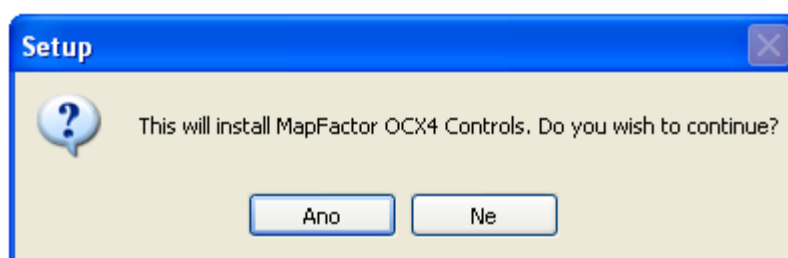 Setup
This will install MapFactor OCX4 Controls. Do you wish to continue?
Ano
Ne